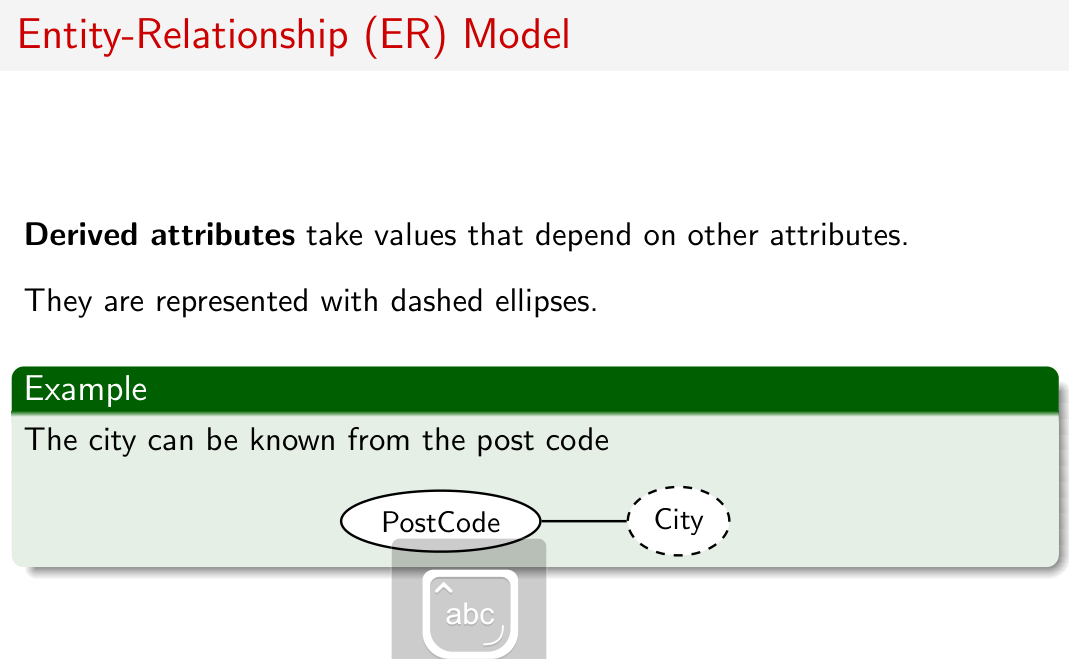 Entity-Relationship (ER) Model
Derived attributes take values that depend on other attributes.
They are represented with dashed ellipses.
Example
The city can be known from the post code
PostCode
City
abc